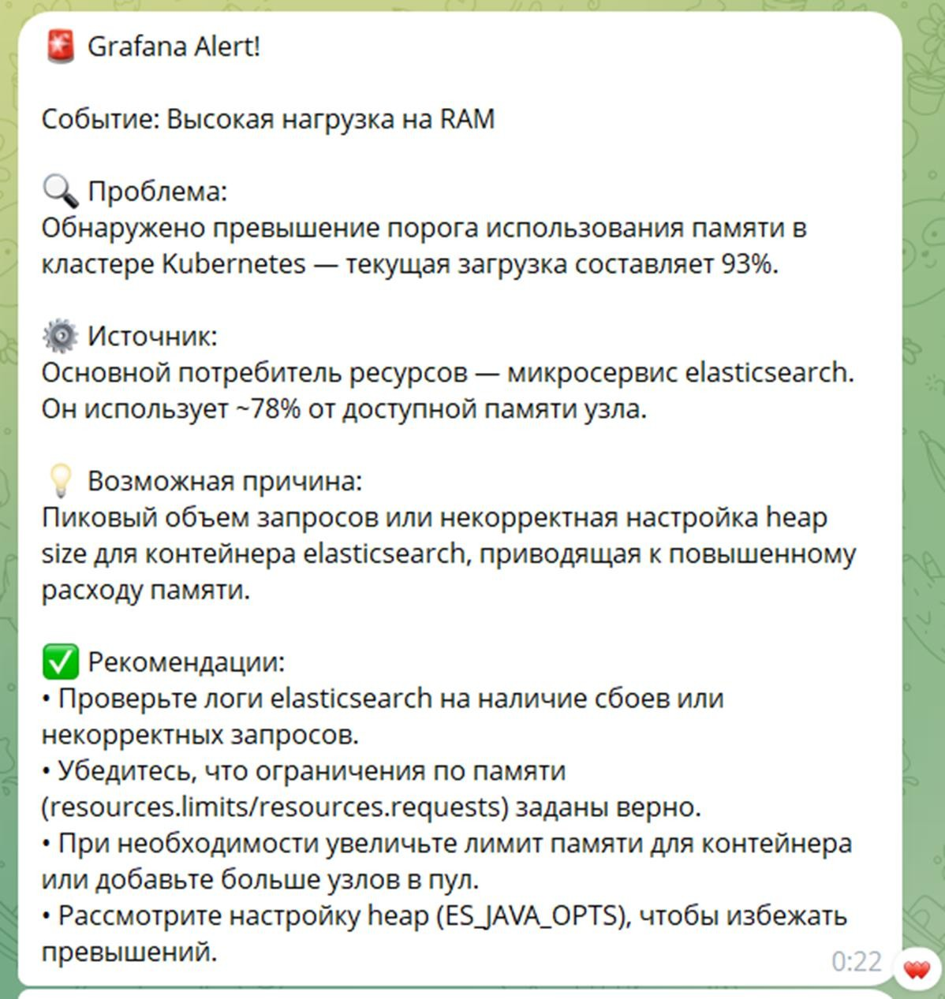 🚨 Grafana Alert!
Событие: Высокая нагрузка на RAM
🔍 Проблема:
Обнаружено превышение порога использования памяти в
кластере Kubernetes — текущая загрузка составляет 93%.
⚙️ Источник:
Основной потребитель ресурсов — микросервис elasticsearch.
Он использует ~78% от доступной памяти узла.
💡 Возможная причина:
Пиковый объем запросов или некорректная настройка heap
size для контейнера elasticsearch, приводящая к повышенному
расходу памяти.
✅ Рекомендации:
• Проверьте логи elasticsearch на наличие сбоев или
некорректных запросов.
• Убедитесь, что ограничения по памяти
(resources.limits/resources.requests) заданы верно.
• При необходимости увеличьте лимит памяти для контейнера
или добавьте больше узлов в пул.
• Рассмотрите настройку heap (ES_JAVA_OPTS), чтобы избежать
превышений.
0:22